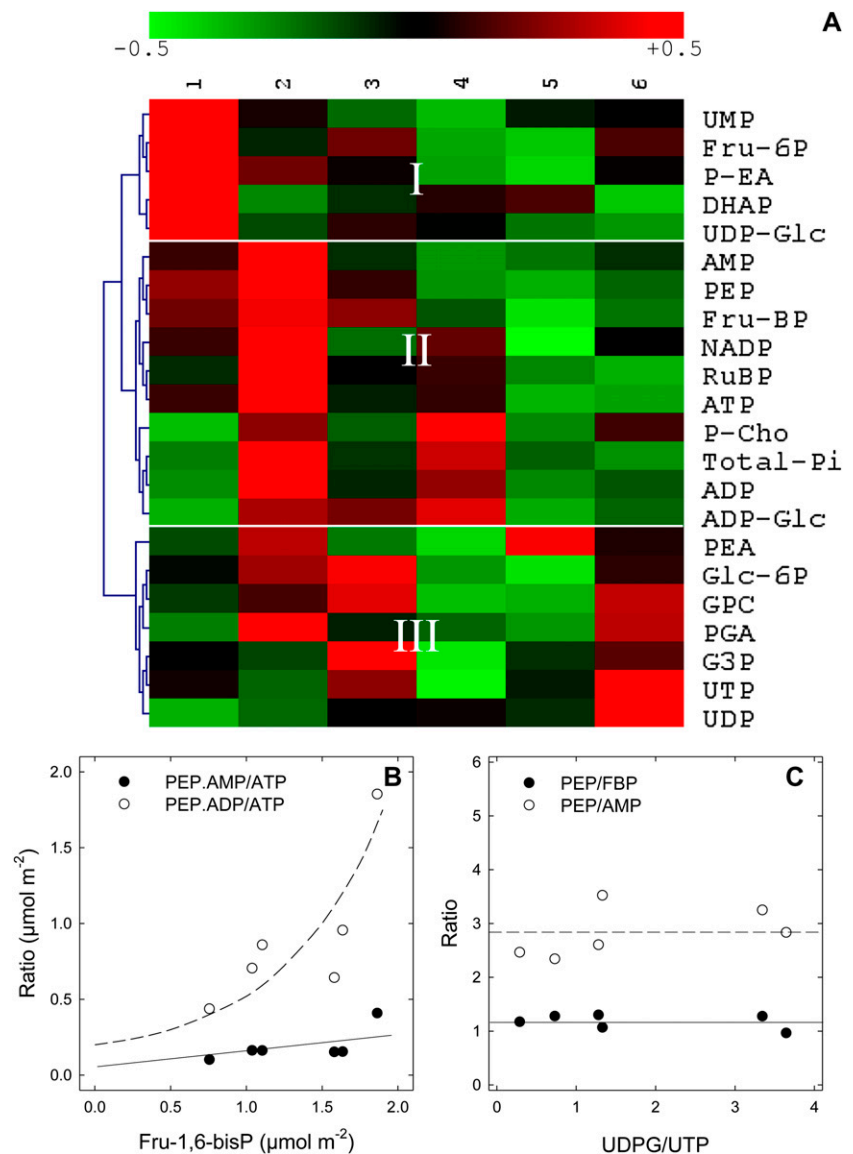 A
-0.5 +0.5
1 2 3 4 5 6
UMP
Fru-6P
P-EA
I
DHAP
UDP-Glc
AMP
PEP
Fru-BP
II
NADP
RuBP
ATP
P-Cho
Total-Pi
ADP
ADP-Glc
PEA
Glc-6P
GPC
PGA
III
G3P
UTP
UDP
B
PEP.AMP/ATP
PEP.ADP/ATP
2.0
1.5
1.0
0.5
0.0
Ratio (µmol m-2)
0.0 0.5 1.0 1.5 2.0
Fru-1,6-bisP (µmol m-2)
C
PEP/FBP
PEP/AMP
6
5
4
3
2
1
0
Ratio
0 1 2 3 4
UDPG/UTP